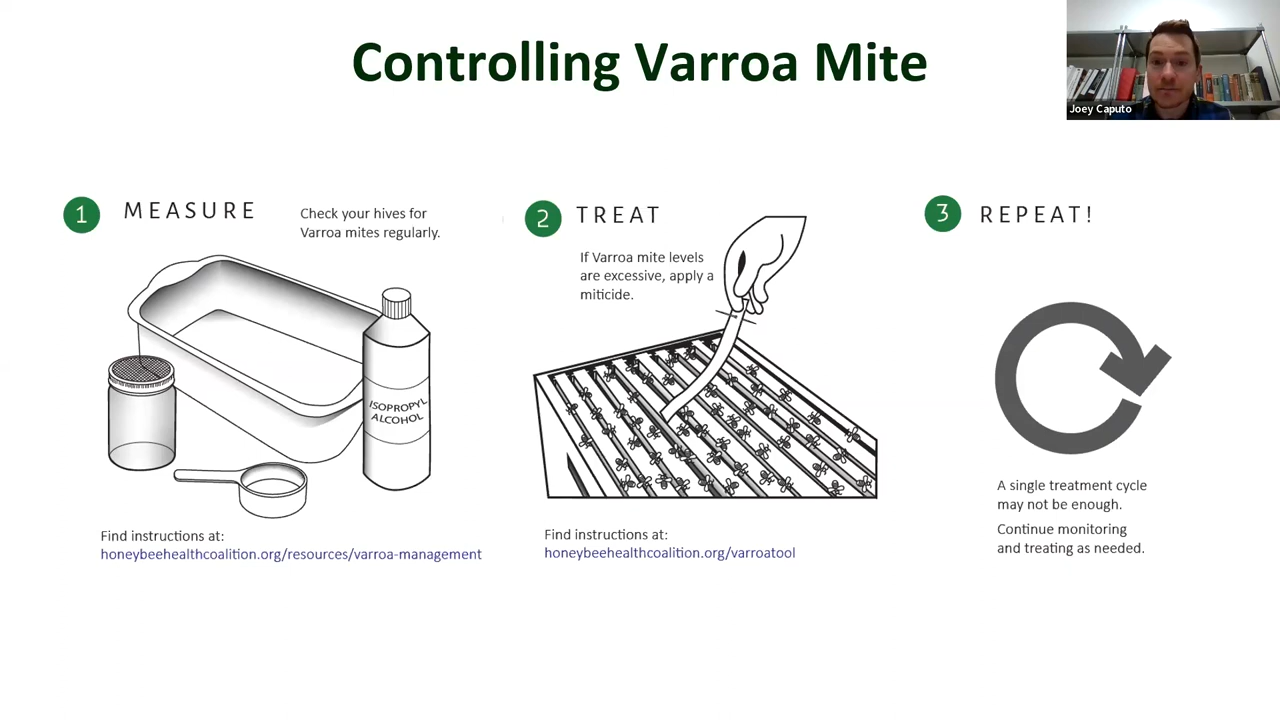 Controlling Varroa Mite
Joey Caputo
1
MEASURE
Check your hives for
Varroa mites regularly.
ISOPROPYL
ALCOHOL
Find instructions at:
honeybeehealthcoalition.org/resources/varroa-management
2
TREAT
If Varroa mite levels
are excessive, apply a
miticide.
Find instructions at:
honeybeehealthcoalition.org/varroatool
3
REPEAT!
A single treatment cycle
may not be enough.
Continue monitoring
and treating as needed.